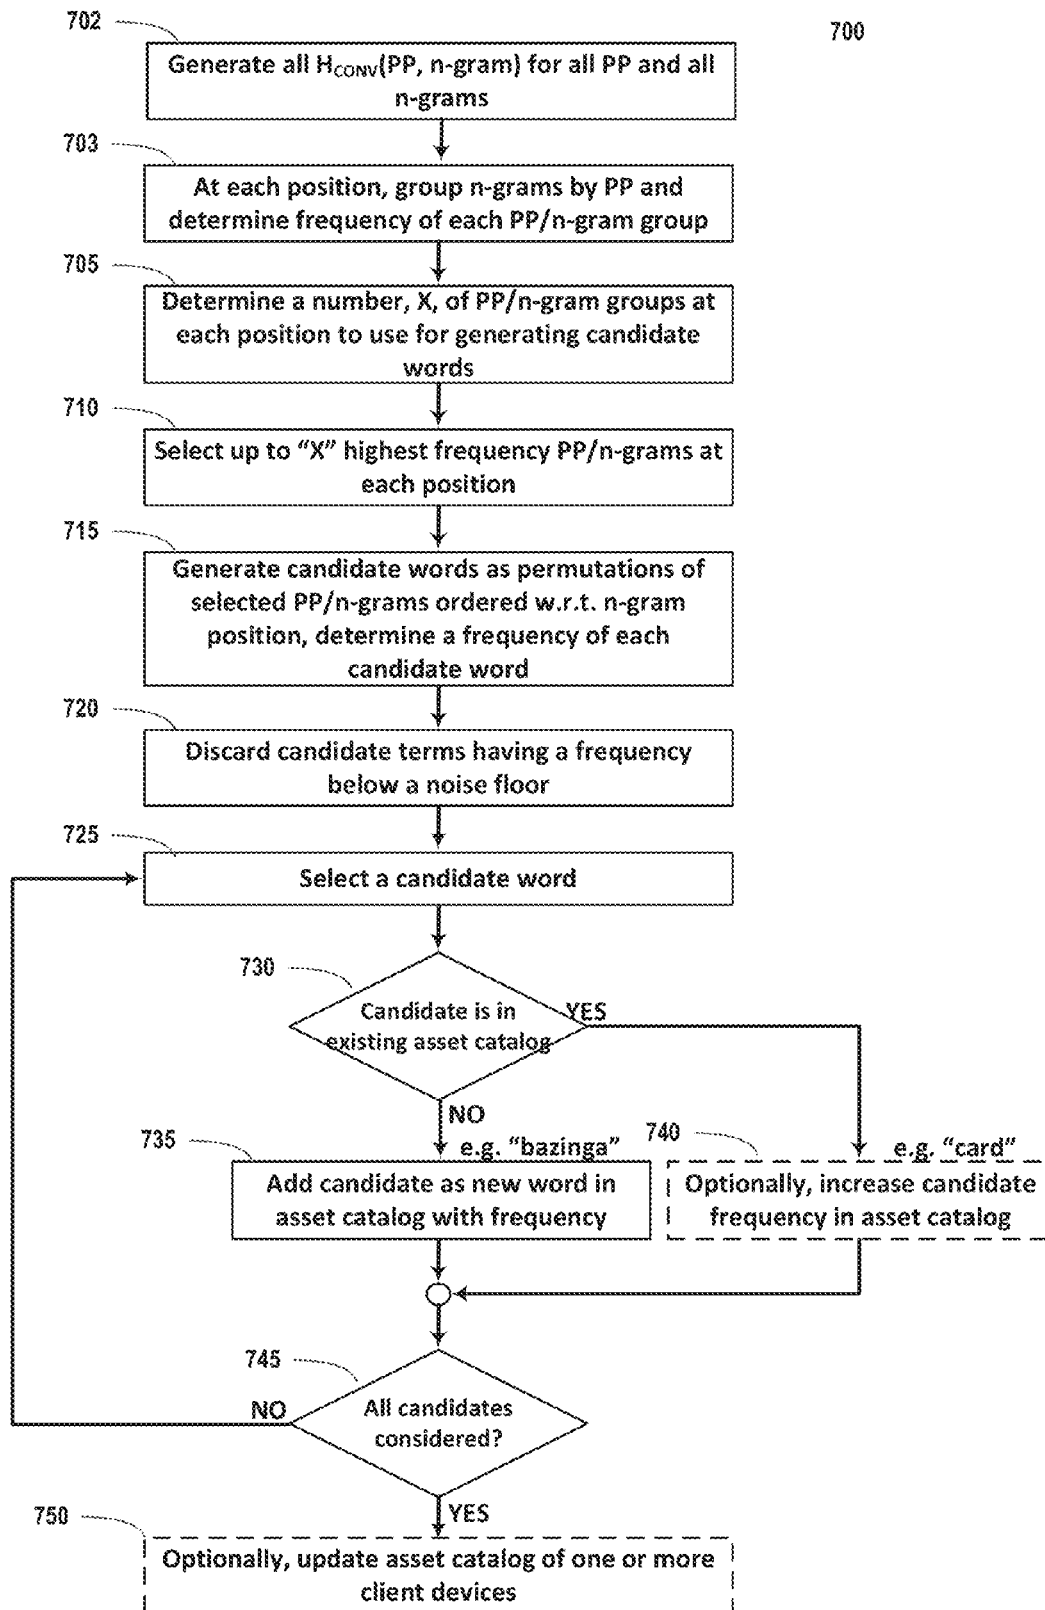 702
700
Generate all HCONV(PP, n-gram) for all PP and all
n-grams
703
At each position, group n-grams by PP and
determine frequency of each PP/n-gram group
705
Determine a number, X, of PP/n-gram groups at
each position to use for generating candidate
words
710
Select up to “X” highest frequency PP/n-grams at
each position
715
Generate candidate words as permutations of
selected PP/n-grams ordered w.r.t. n-gram
position, determine a frequency of each
candidate word
720
Discard candidate terms having a frequency
below a noise floor
725
Select a candidate word
730
Candidate is in
existing asset catalog
YES
NO
735
e.g. “bazinga”
Add candidate as new word in
asset catalog with frequency
740
e.g. “card”
Optionally, increase candidate
frequency in asset catalog
745
NO
All candidates
considered?
YES
750
Optionally, update asset catalog of one or more
client devices